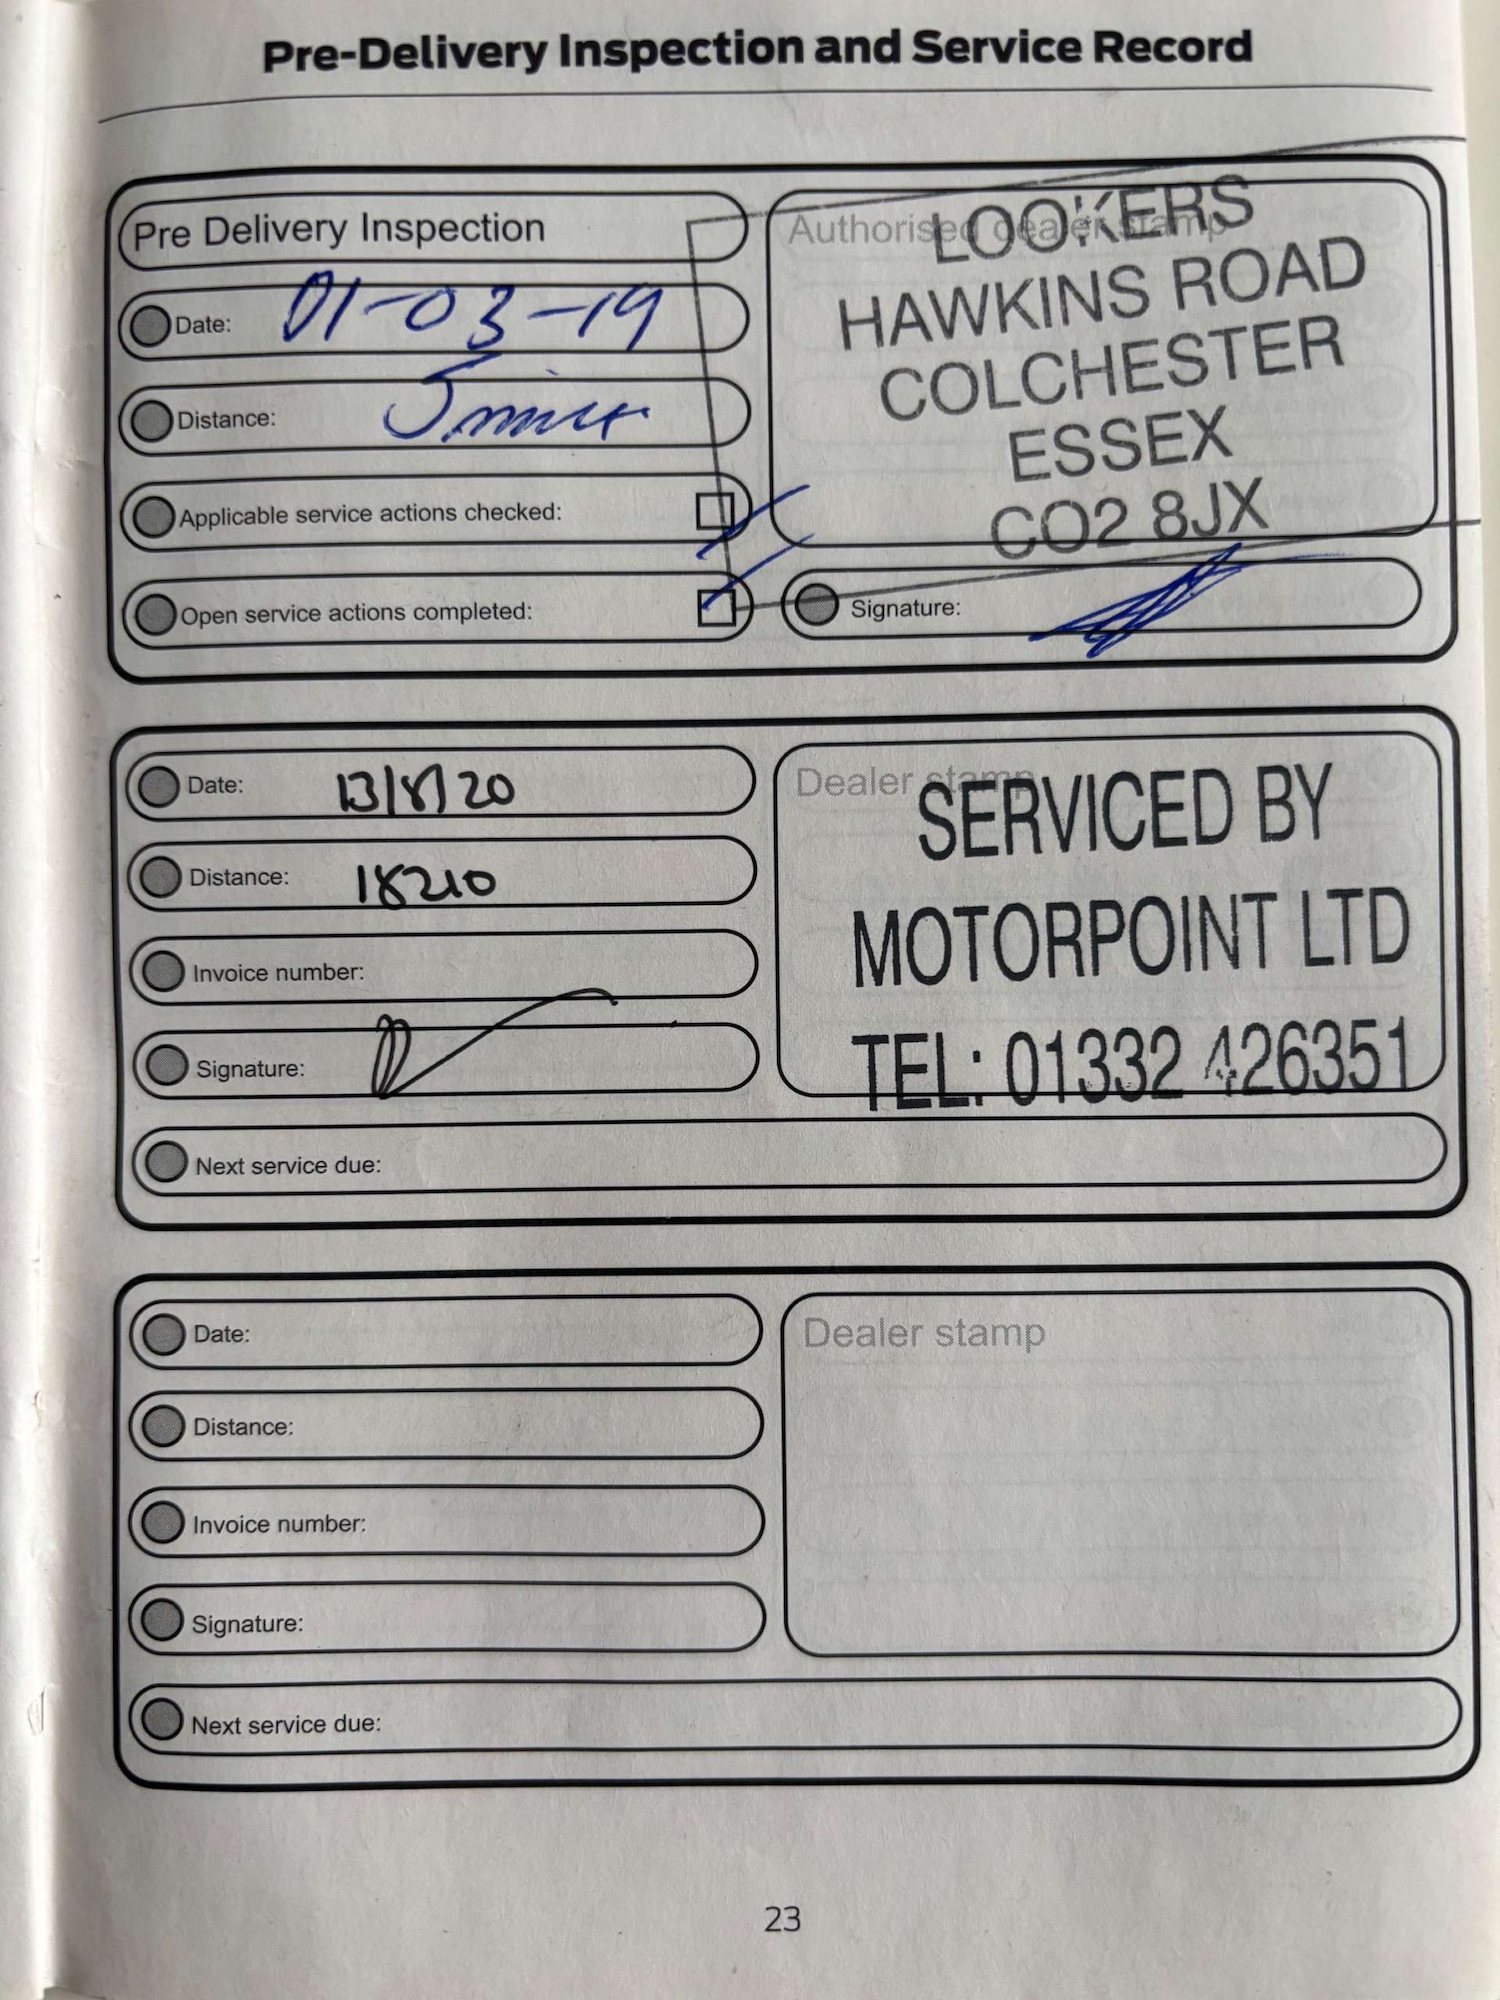 Pre-Delivery Inspection and Service Record
Pre Delivery Inspection
Date: 01-03-19
Distance: 5 miles
Applicable service actions checked:
Open service actions completed:
Authorised dealer stamp
LOOKERS
HAWKINS ROAD
COLCHESTER
ESSEX
CO2 8JX
Signature:
Date: 13/8/20
Distance: 18210
Invoice number:
Signature:
Dealer stamp
SERVICED BY
MOTORPOINT LTD
TEL: 01332 426351
Next service due:
Date:
Distance:
Invoice number:
Signature:
Dealer stamp
Next service due:
23